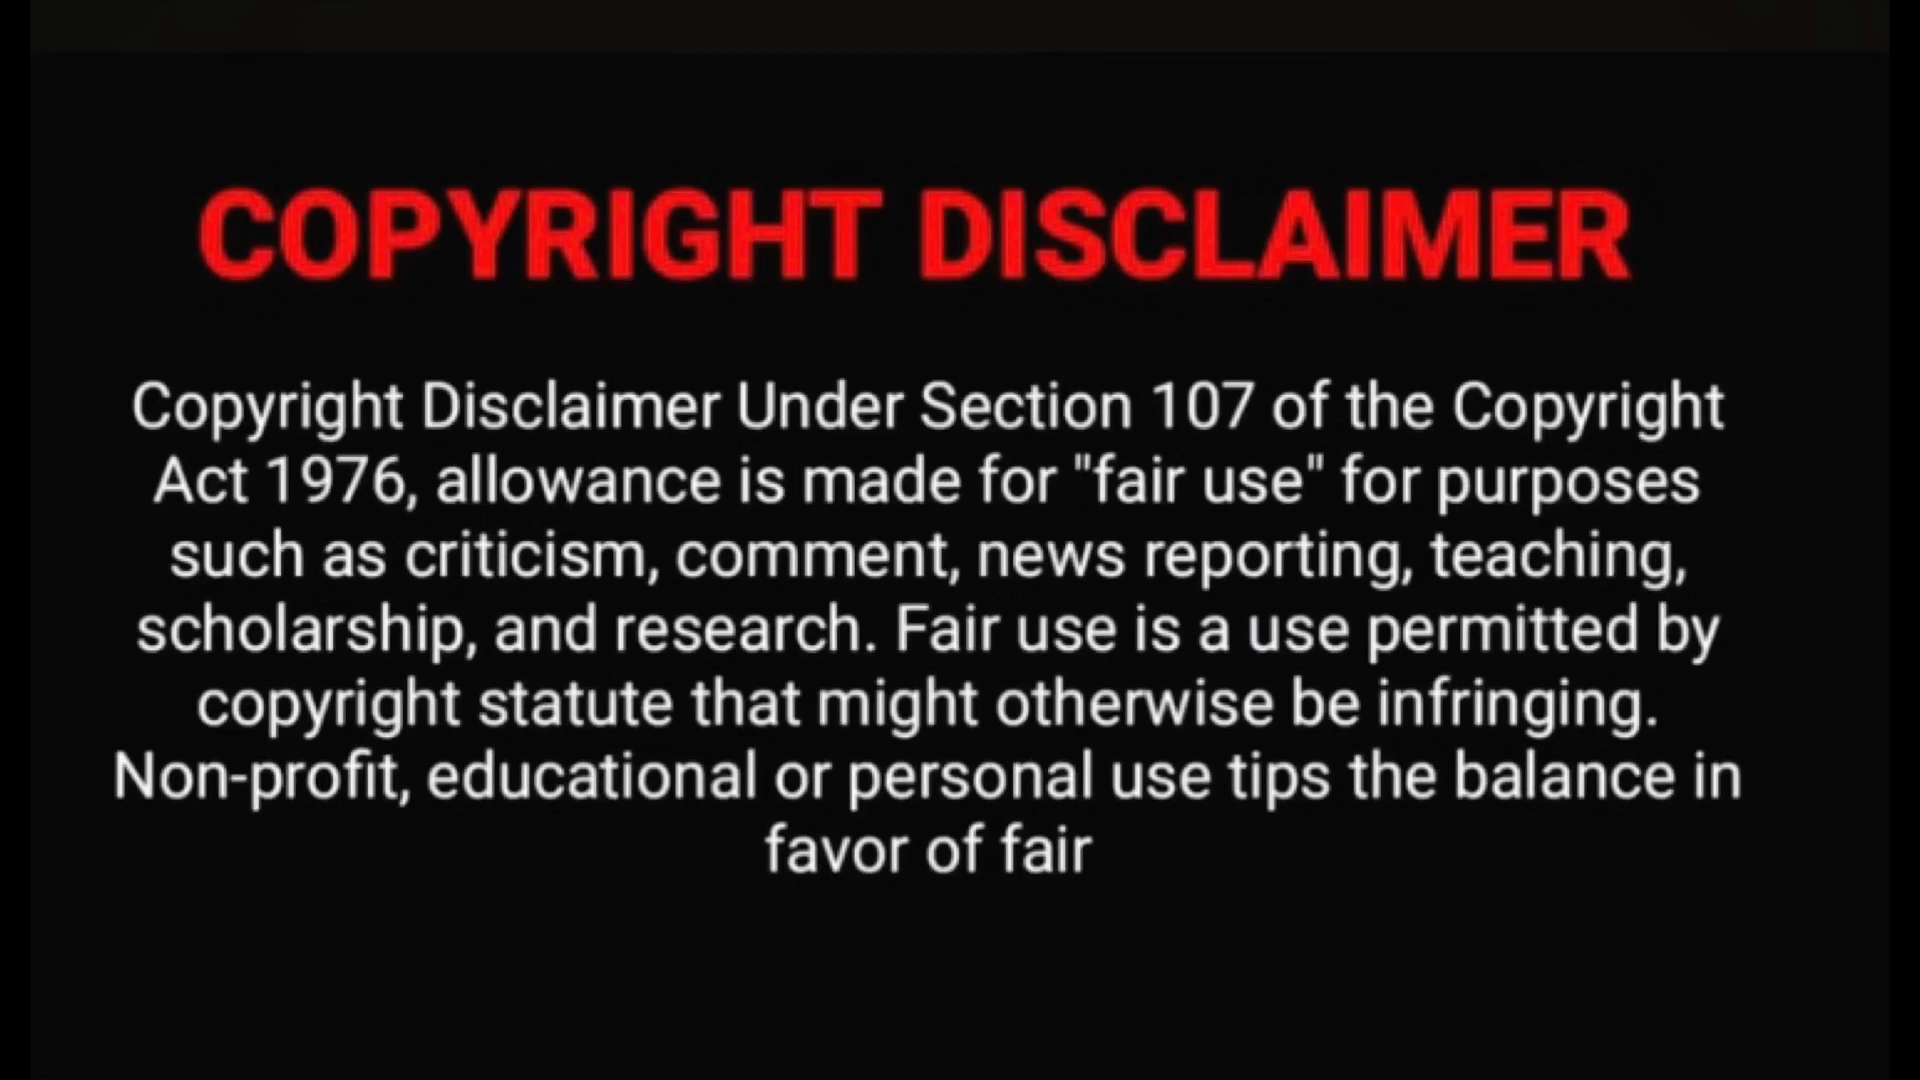 COPYRIGHT DISCLAIMER
Copyright Disclaimer Under Section 107 of the Copyright
Act 1976, allowance is made for "fair use" for purposes
such as criticism, comment, news reporting, teaching,
scholarship, and research. Fair use is a use permitted by
copyright statute that might otherwise be infringing.
Non-profit, educational or personal use tips the balance in
favor of fair